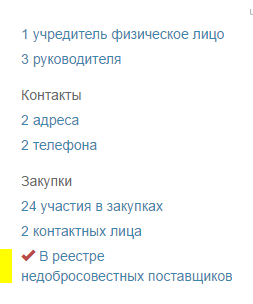 1 учредитель физическое лицо
3 руководителя
Контакты
2 адреса
2 телефона
Закупки
24 участия в закупках
2 контактных лица
В реестре
недобросовестных поставщиков